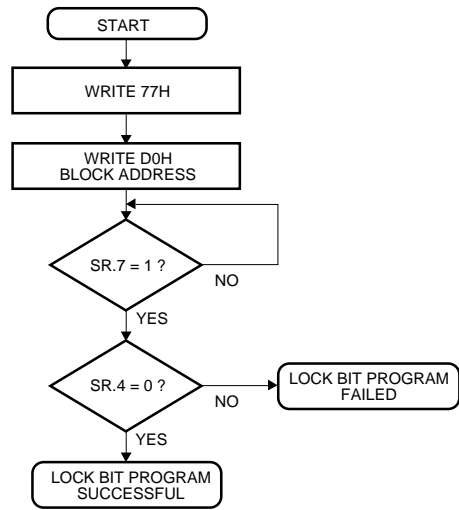 START
WRITE 77H
WRITE D0H
BLOCK ADDRESS
SR.7 = 1 ?
NO
YES
SR.4 = 0 ?
NO
LOCK BIT PROGRAM
FAILED
YES
LOCK BIT PROGRAM
SUCCESSFUL